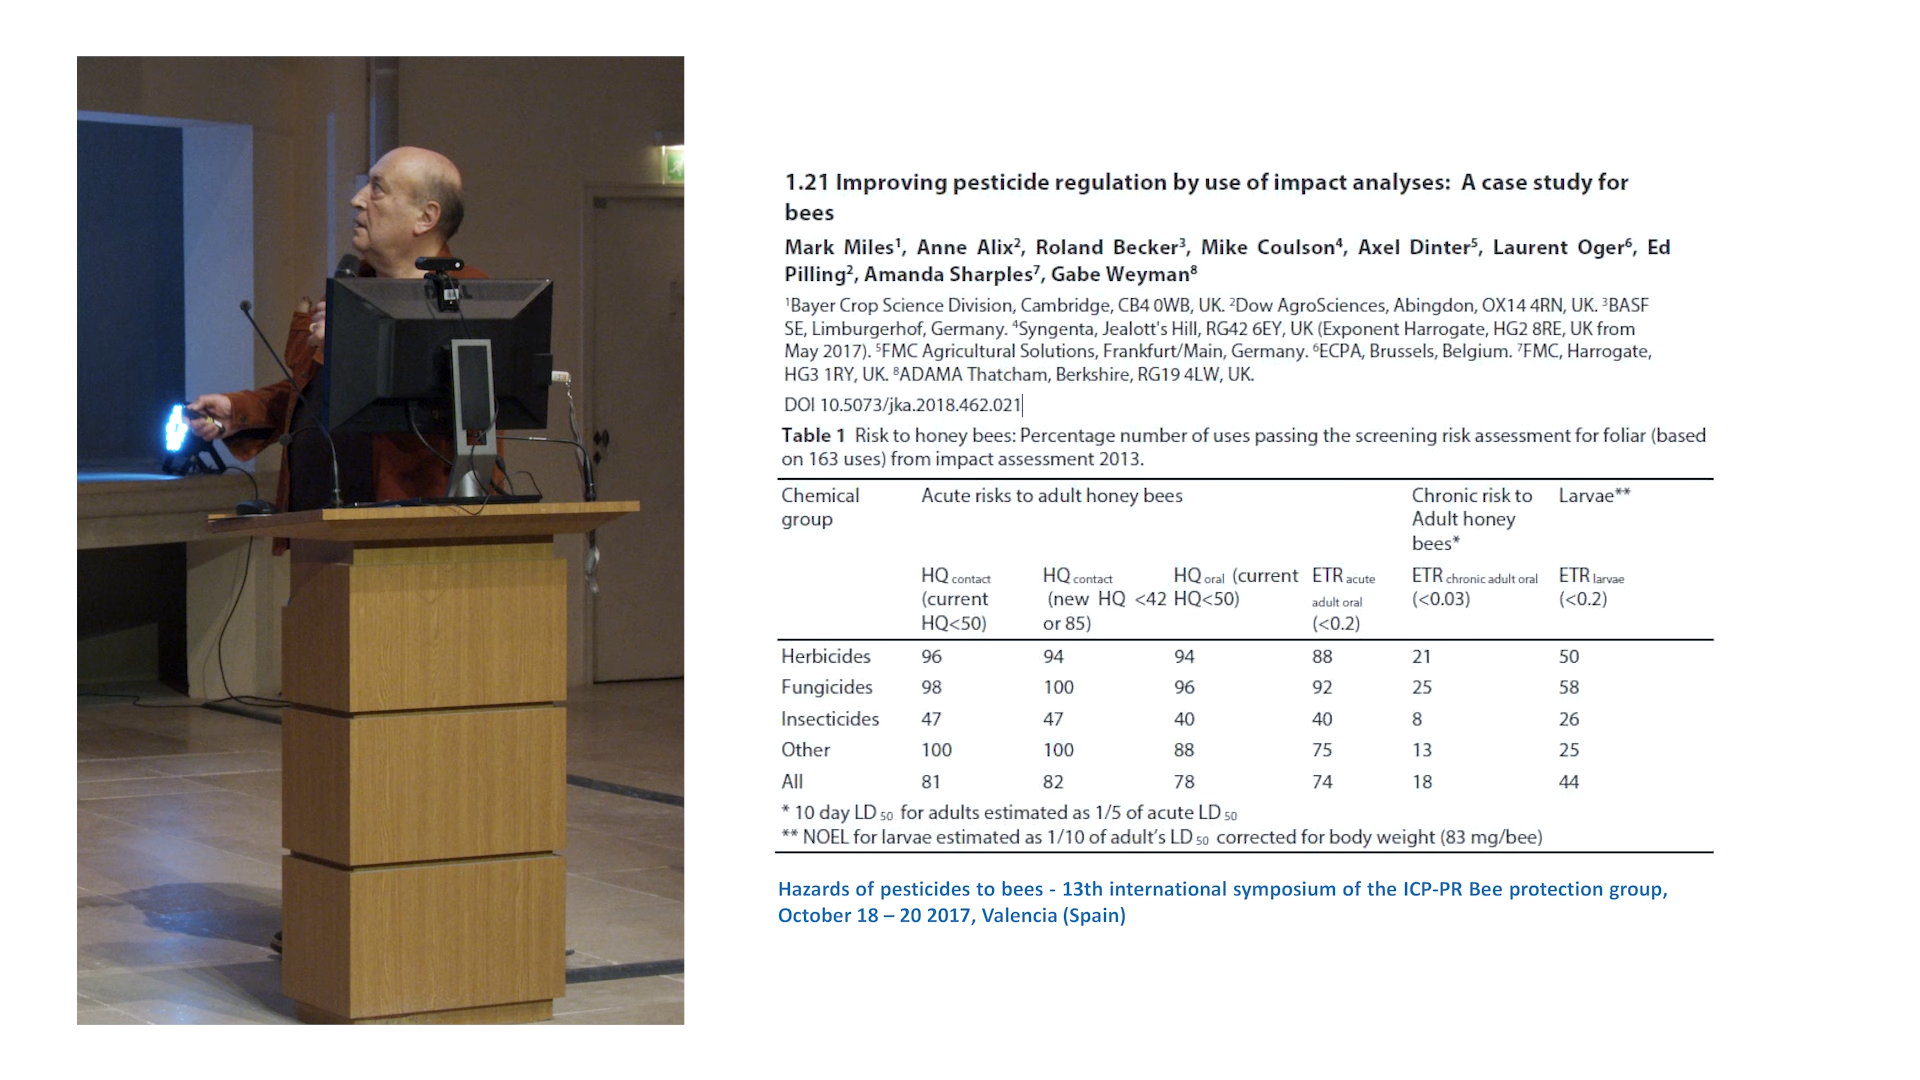 1.21 Improving pesticide regulation by use of impact analyses: A case study for
bees
Mark Miles¹, Anne Alix², Roland Becker³, Mike Coulson⁴, Axel Dinter⁵, Laurent Oger⁶, Ed
Pilling², Amanda Sharples⁷, Gabe Weyman⁸
¹Bayer Crop Science Division, Cambridge, CB4 0WB, UK. ²Dow AgroSciences, Abingdon, OX14 4RN, UK. ³BASF
SE, Limburgerhof, Germany. ⁴Syngenta, Jealott's Hill, RG42 6EY, UK (Exponent Harrogate, HG2 8RE, UK from
May 2017). ⁵FMC Agricultural Solutions, Frankfurt/Main, Germany. ⁶ECPA, Brussels, Belgium. ⁷FMC, Harrogate,
HG3 1RY, UK. ⁸ADAMA Thatcham, Berkshire, RG19 4LW, UK.
DOI 10.5073/jka.2018.462.021
Table 1 Risk to honey bees: Percentage number of uses passing the screening risk assessment for foliar (based
on 163 uses) from impact assessment 2013.
Chemical Acute risks to adult honey bees Chronic risk to Larvae**
group Adult honey
bees*
HQ contact HQ contact HQ oral (current ETR acute ETR chronic adult oral ETR larvae
(current (new HQ <42 HQ<50) adult oral (<0.03) (<0.2)
HQ<50) or 85) (<0.2)
Herbicides 96 94 94 88 21 50
Fungicides 98 100 96 92 25 58
Insecticides 47 47 40 40 8 26
Other 100 100 88 75 13 25
All 81 82 78 74 18 44
* 10 day LD 50 for adults estimated as 1/5 of acute LD 50
** NOEL for larvae estimated as 1/10 of adult's LD 50 corrected for body weight (83 mg/bee)
Hazards of pesticides to bees - 13th international symposium of the ICP-PR Bee protection group,
October 18 – 20 2017, Valencia (Spain)